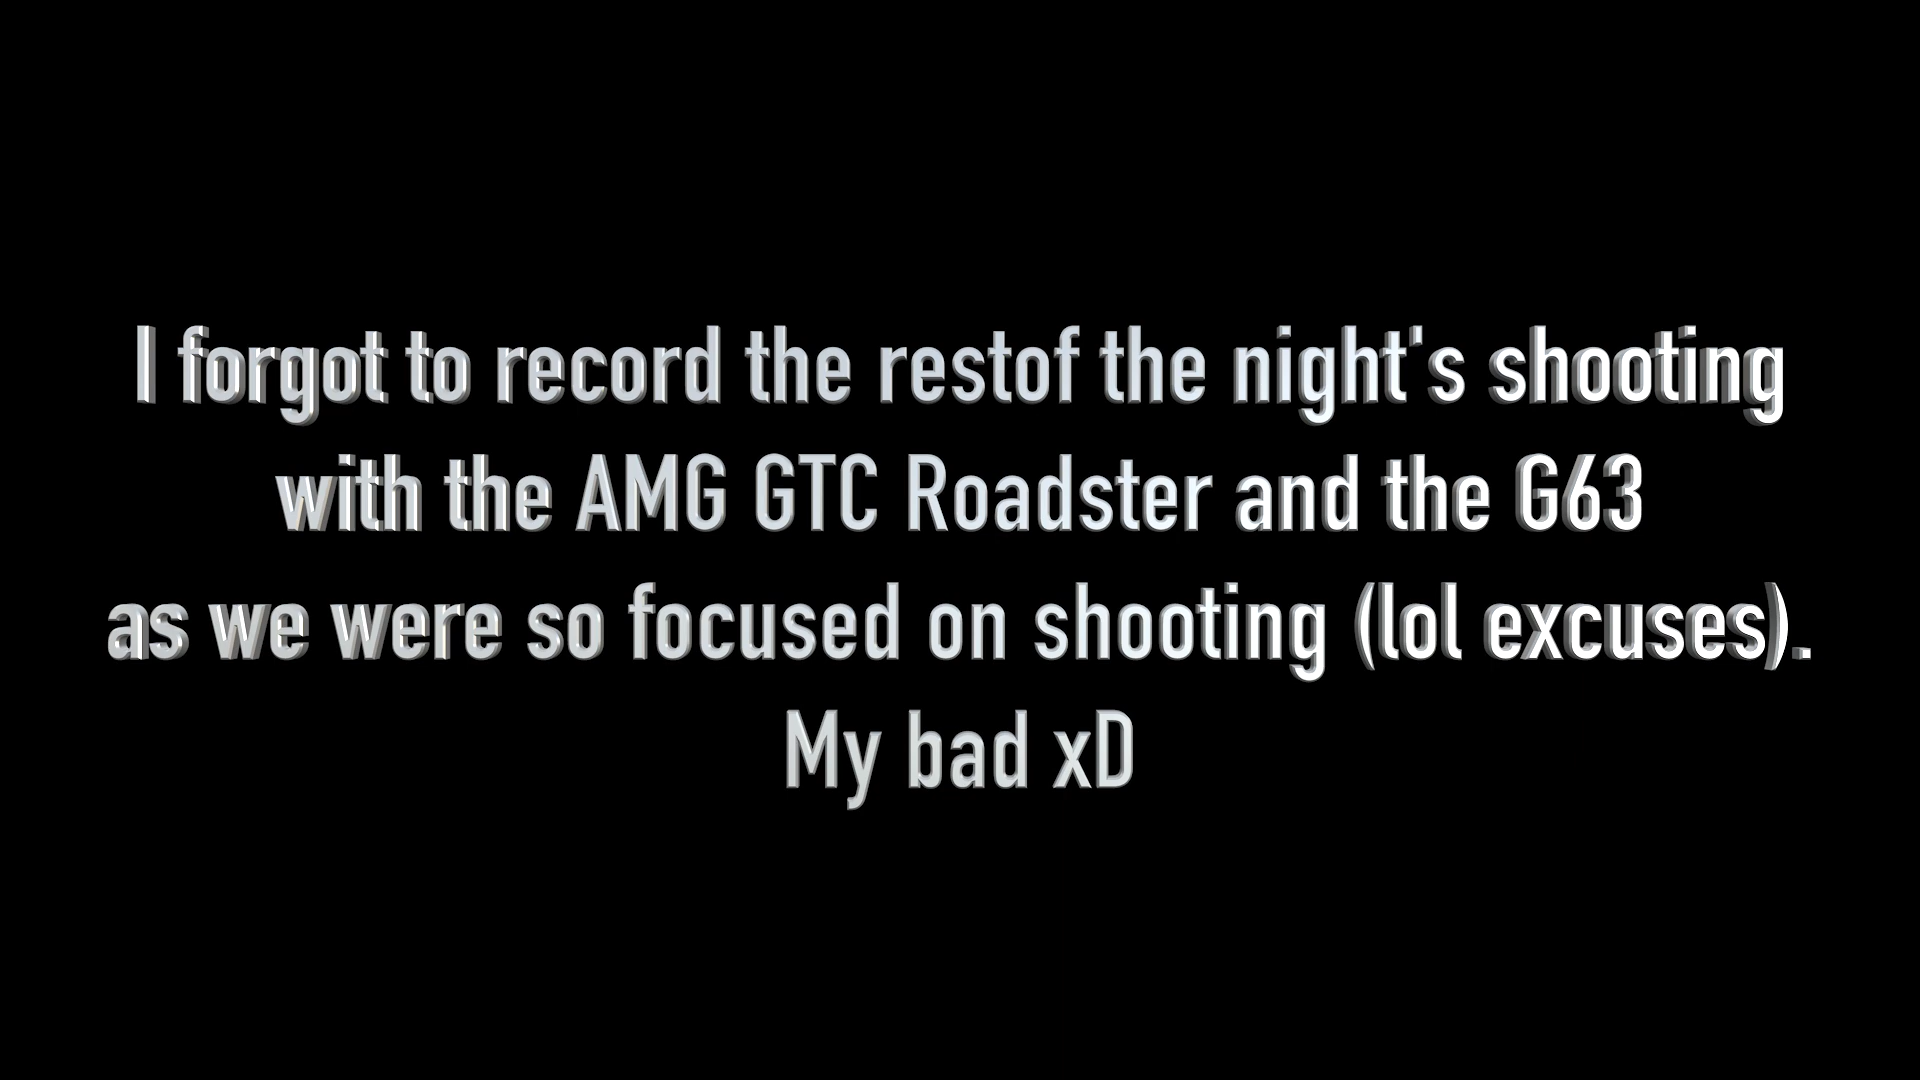 I forgot to record the restof the night's shooting
with the AMG GTC Roadster and the G63
as we were so focused on shooting (lol excuses).
My bad xD